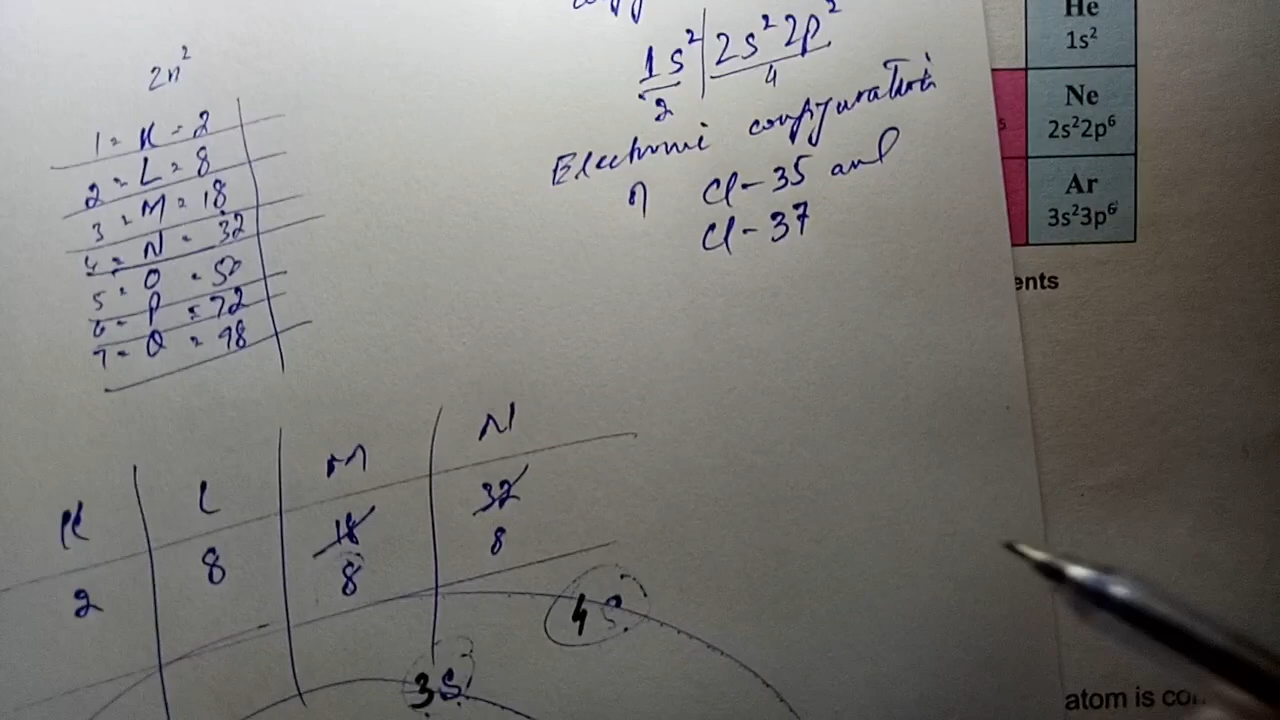 2n²
1 = K = 2
2 = L = 8
3 = M = 18
4 = N = 32
5 = O = 50
6 = P = 72
7 = Q = 98
1s² 2s² 2p²
2 4
Electronic configuration
of Cl-35 and
Cl-37
K L M N
2 8 18 32
8 8
3s
4s
He
1s²
Ne
2s²2p⁶
Ar
3s²3p⁶
ents
atom is co